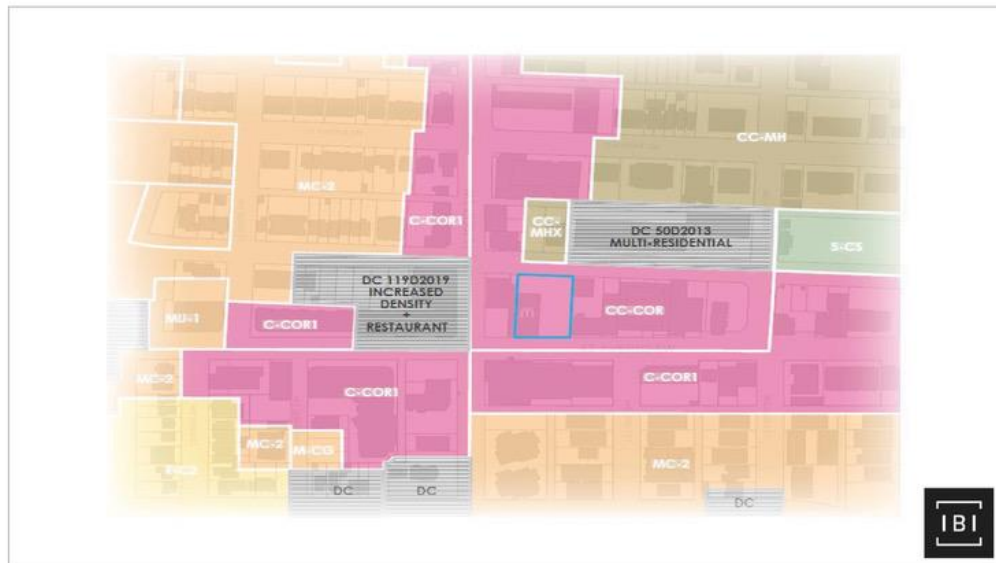 CC-MH
MC-2
C-COR1
CC-
MHX
DC 50D2013
MULTI-RESIDENTIAL
S-CS
DC 119D2019
INCREASED
DENSITY
+
RESTAURANT
MU-1
C-COR1
CC-COR
MC-2
C-COR1
C-COR1
MC-2
M-CG
MC-2
DC
DC
DC
IBI